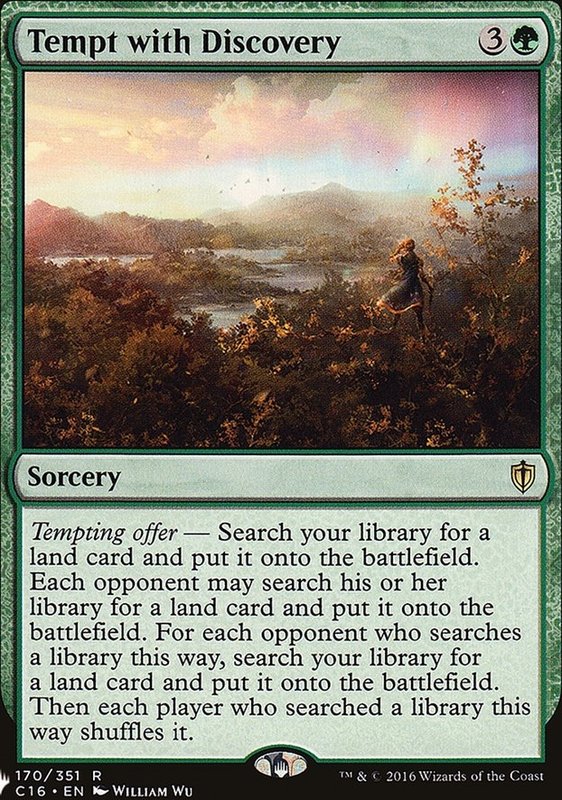 Tempt with Discovery 3
Sorcery
Tempting offer — Search your library for a
land card and put it onto the battlefield.
Each opponent may search his or her
library for a land card and put it onto the
battlefield. For each opponent who searches
a library this way, search your library for
a land card and put it onto the battlefield.
Then each player who searched a library this
way shuffles it.
170/351 R
C16 • EN William Wu
™ & © 2016 Wizards of the Coast